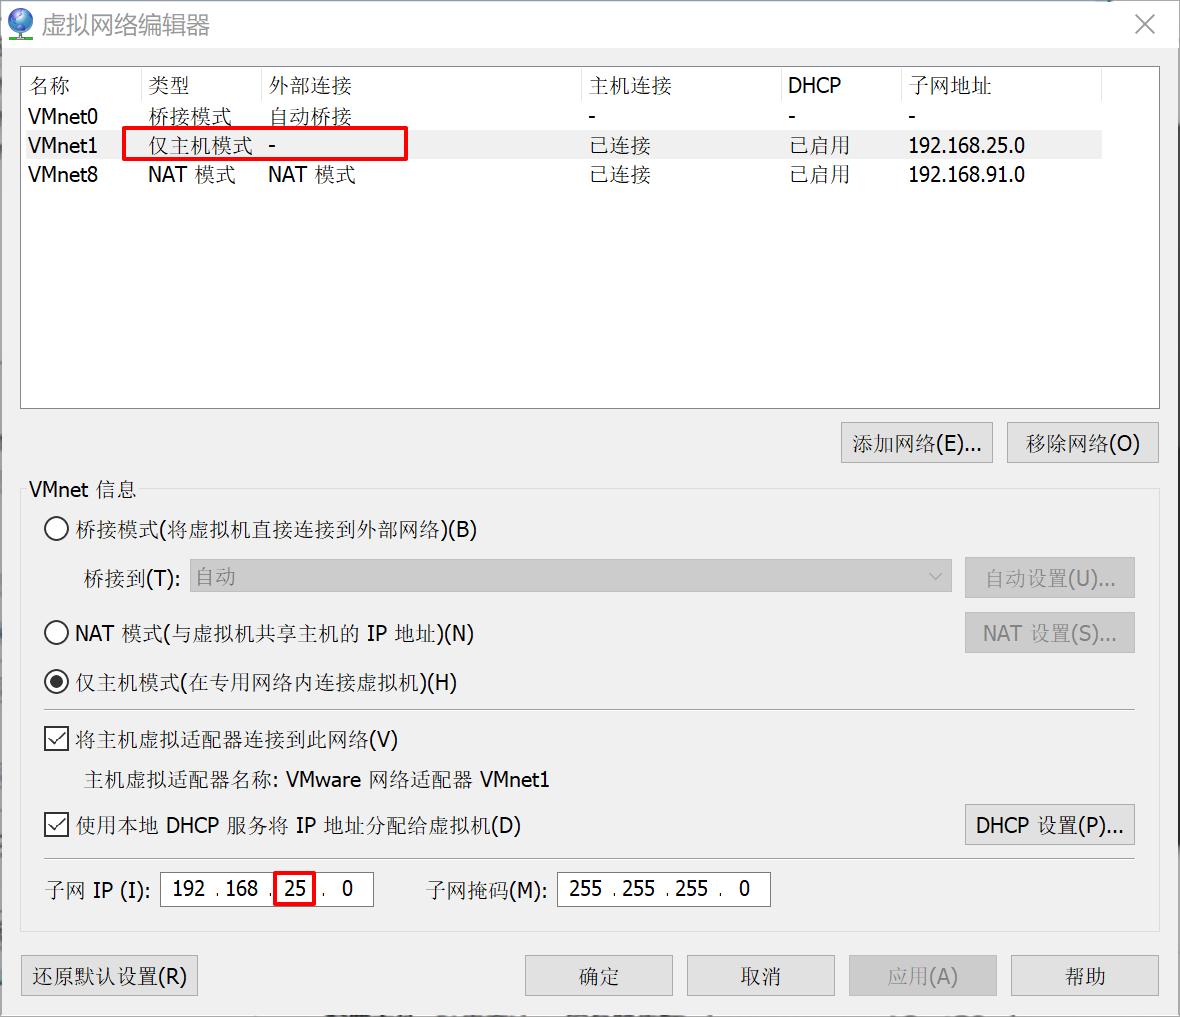 虚拟网络编辑器
名称 类型 外部连接 主机连接 DHCP 子网地址
VMnet0 桥接模式 自动桥接 - - -
VMnet1 仅主机模式 - 已连接 已启用 192.168.25.0
VMnet8 NAT 模式 NAT 模式 已连接 已启用 192.168.91.0
添加网络(E)... 移除网络(O)
VMnet 信息
桥接模式(将虚拟机直接连接到外部网络)(B)
桥接到(T): 自动 自动设置(U)...
NAT 模式(与虚拟机共享主机的 IP 地址)(N) NAT 设置(S)...
仅主机模式(在专用网络内连接虚拟机)(H)
将主机虚拟适配器连接到此网络(V)
主机虚拟适配器名称: VMware 网络适配器 VMnet1
使用本地 DHCP 服务将 IP 地址分配给虚拟机(D) DHCP 设置(P)...
子网 IP (I): 192 . 168 . 25 . 0 子网掩码(M): 255 . 255 . 255 . 0
还原默认设置(R) 确定 取消 应用(A) 帮助